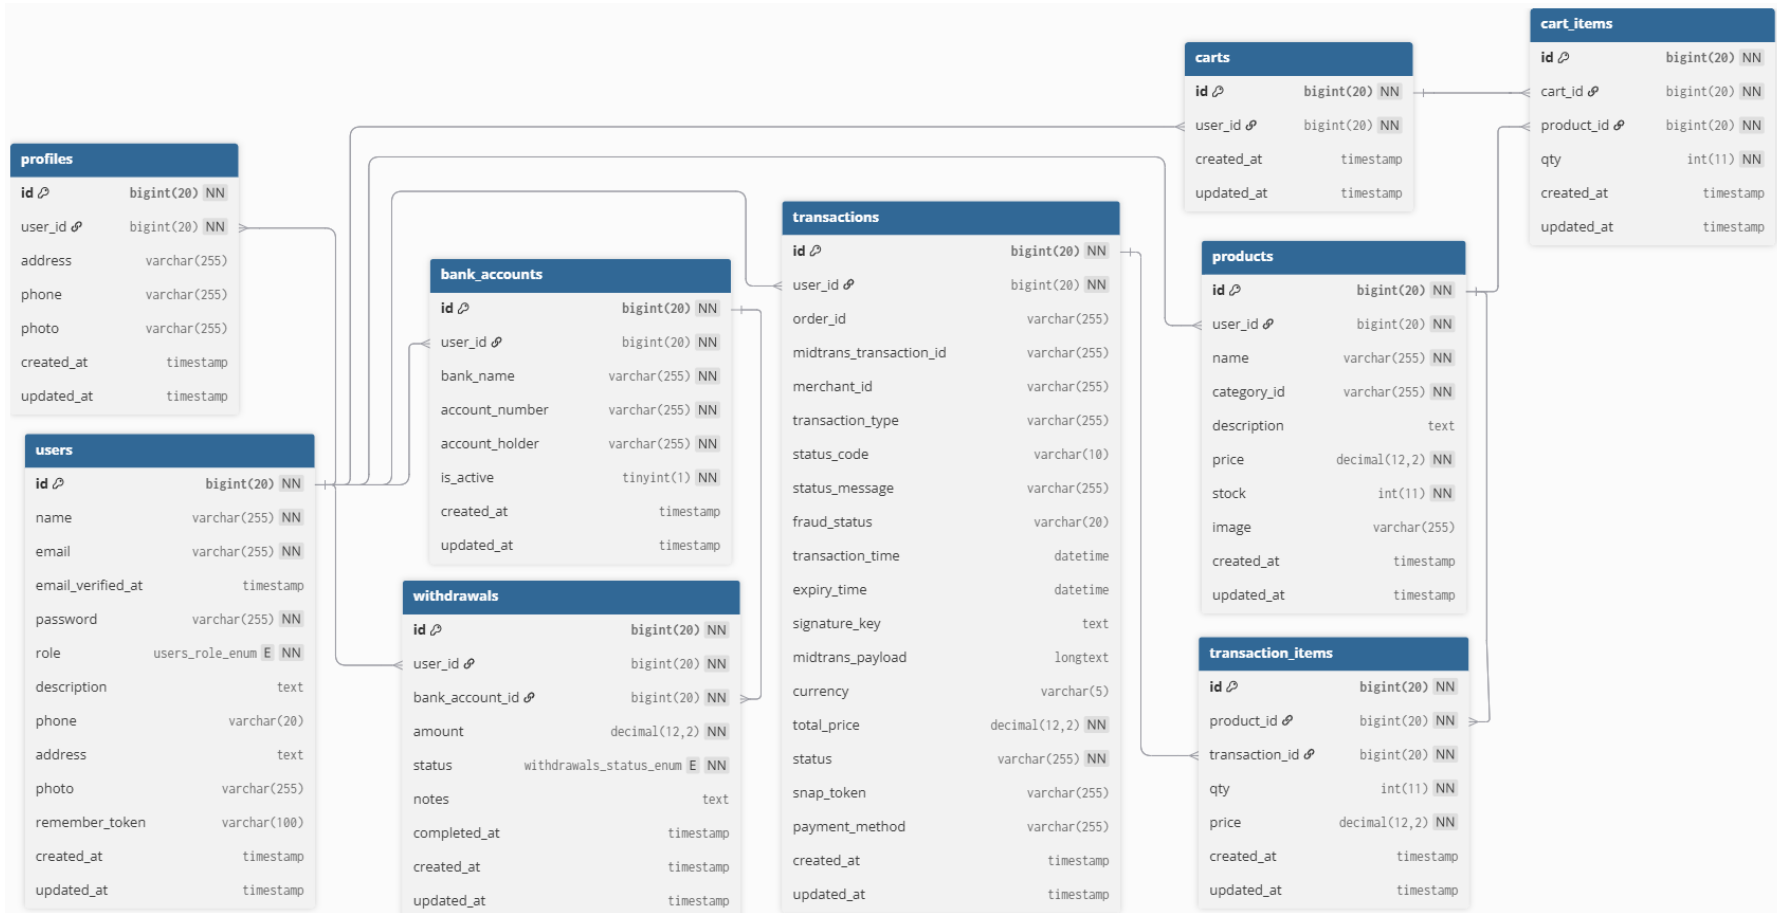 cart_items
id bigint(20) NN
cart_id bigint(20) NN
product_id bigint(20) NN
qty int(11) NN
created_at timestamp
updated_at timestamp
carts
id bigint(20) NN
user_id bigint(20) NN
created_at timestamp
updated_at timestamp
profiles
id bigint(20) NN
user_id bigint(20) NN
address varchar(255)
phone varchar(255)
photo varchar(255)
created_at timestamp
updated_at timestamp
bank_accounts
id bigint(20) NN
user_id bigint(20) NN
bank_name varchar(255) NN
account_number varchar(255) NN
account_holder varchar(255) NN
is_active tinyint(1) NN
created_at timestamp
updated_at timestamp
transactions
id bigint(20) NN
user_id bigint(20) NN
order_id varchar(255)
midtrans_transaction_id varchar(255)
merchant_id varchar(255)
transaction_type varchar(255)
status_code varchar(10)
status_message varchar(255)
fraud_status varchar(20)
transaction_time datetime
expiry_time datetime
signature_key text
midtrans_payload longtext
currency varchar(5)
total_price decimal(12,2) NN
status varchar(255) NN
snap_token varchar(255)
payment_method varchar(255)
created_at timestamp
updated_at timestamp
products
id bigint(20) NN
user_id bigint(20) NN
name varchar(255) NN
category_id varchar(255) NN
description text
price decimal(12,2) NN
stock int(11) NN
image varchar(255)
created_at timestamp
updated_at timestamp
users
id bigint(20) NN
name varchar(255) NN
email varchar(255) NN
email_verified_at timestamp
password varchar(255) NN
role users_role_enum E NN
description text
phone varchar(20)
address text
photo varchar(255)
remember_token varchar(100)
created_at timestamp
updated_at timestamp
withdrawals
id bigint(20) NN
user_id bigint(20) NN
bank_account_id bigint(20) NN
amount decimal(12,2) NN
status withdrawals_status_enum E NN
notes text
completed_at timestamp
created_at timestamp
updated_at timestamp
transaction_items
id bigint(20) NN
product_id bigint(20) NN
transaction_id bigint(20) NN
qty int(11) NN
price decimal(12,2) NN
created_at timestamp
updated_at timestamp